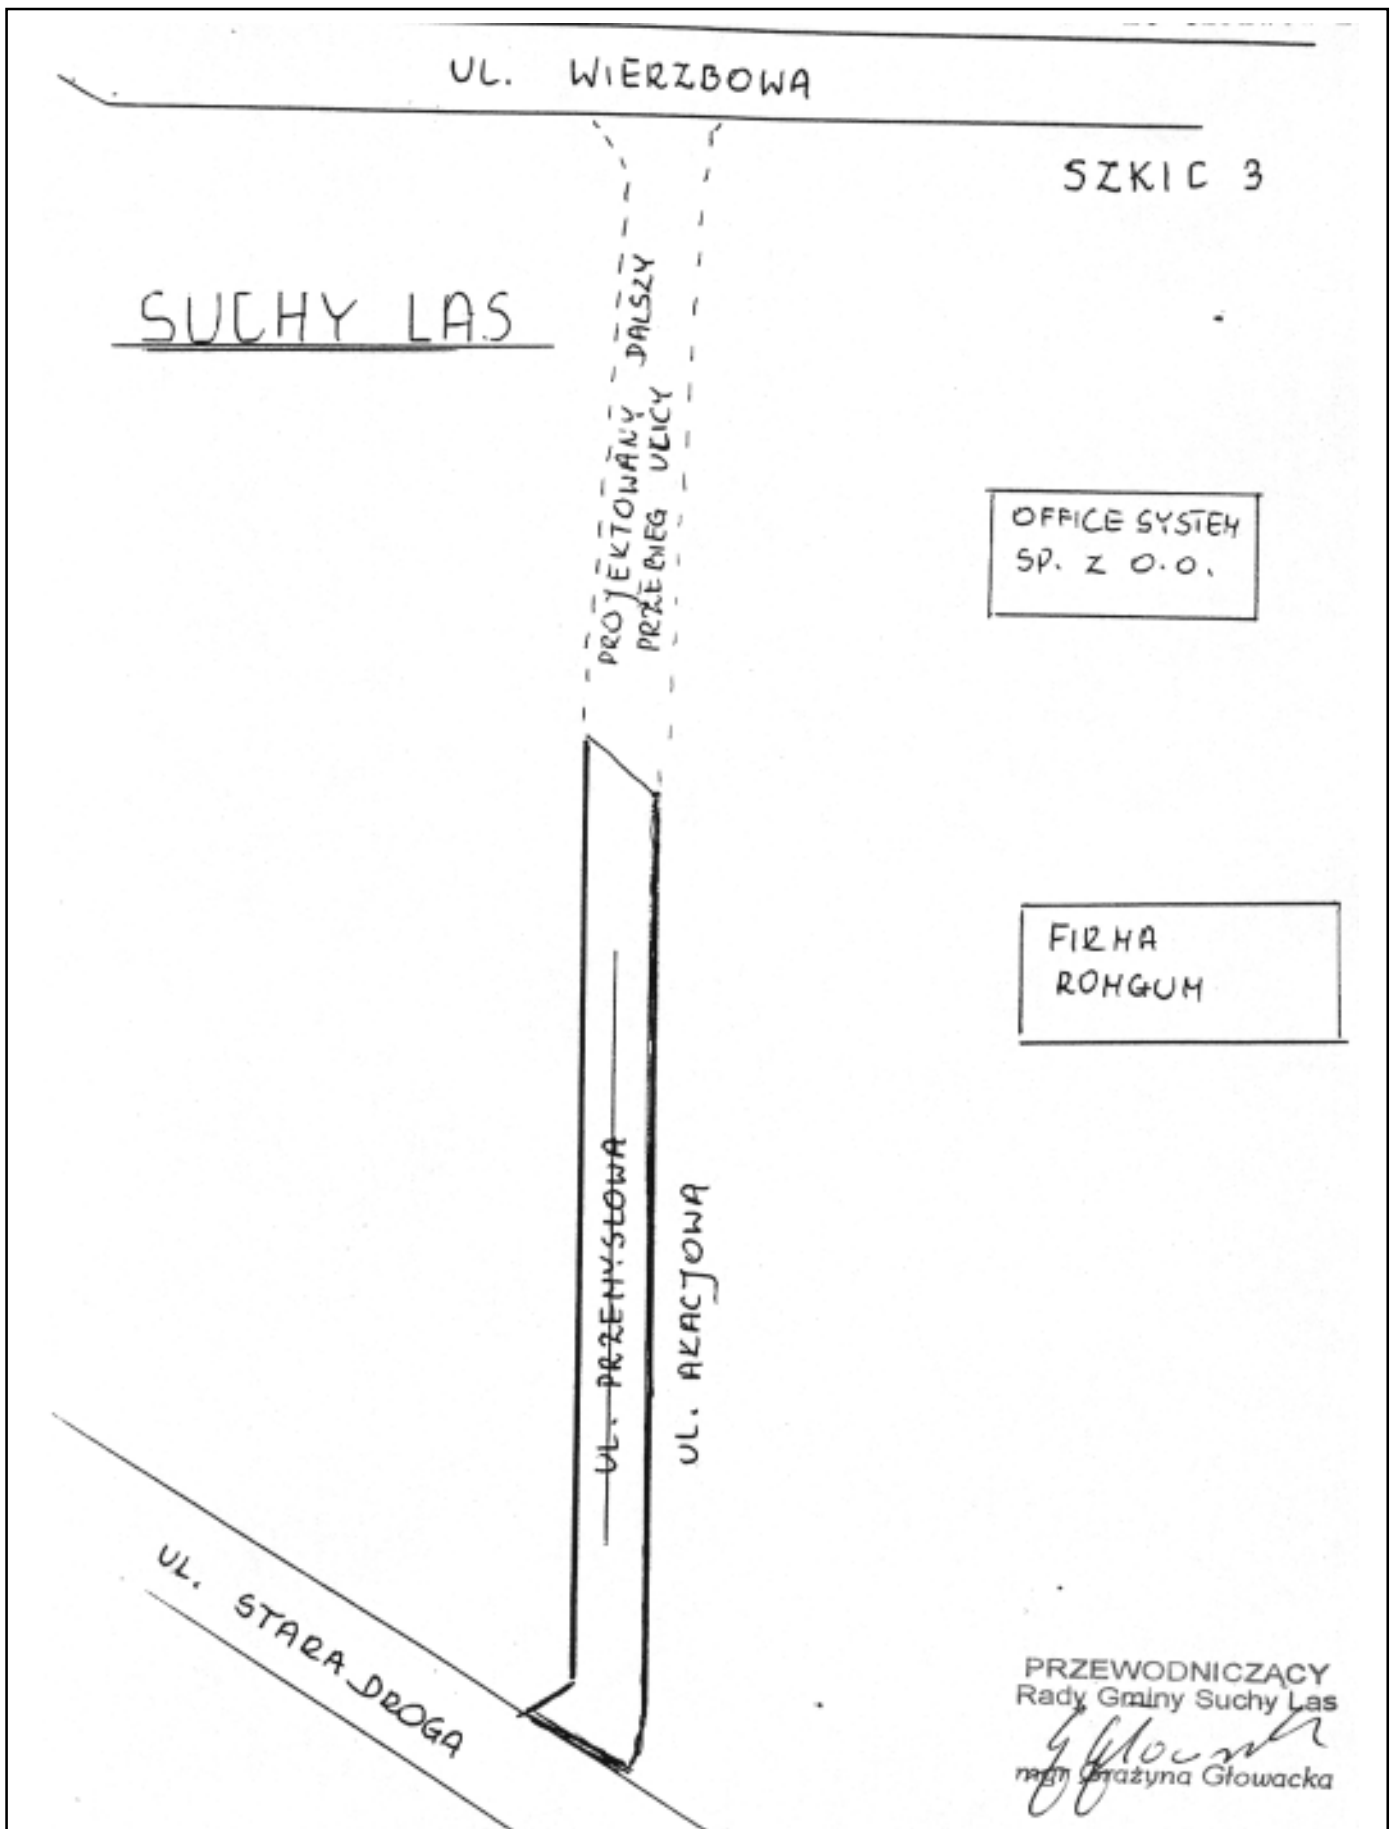 UL. WIERZBOWA
SZKIC 3
SUCHY LAS
PROJEKTOWANY DALSZY
PRZEBIEG ULICY
OFFICE SYSTEM
SP. Z O.O.
FIRMA
ROMGUM
UL. PRZEMYSŁOWA
UL. AKACJOWA
UL. STARA DROGA
PRZEWODNICZĄCY
Rady Gminy Suchy Las
mgr Grażyna Głowacka